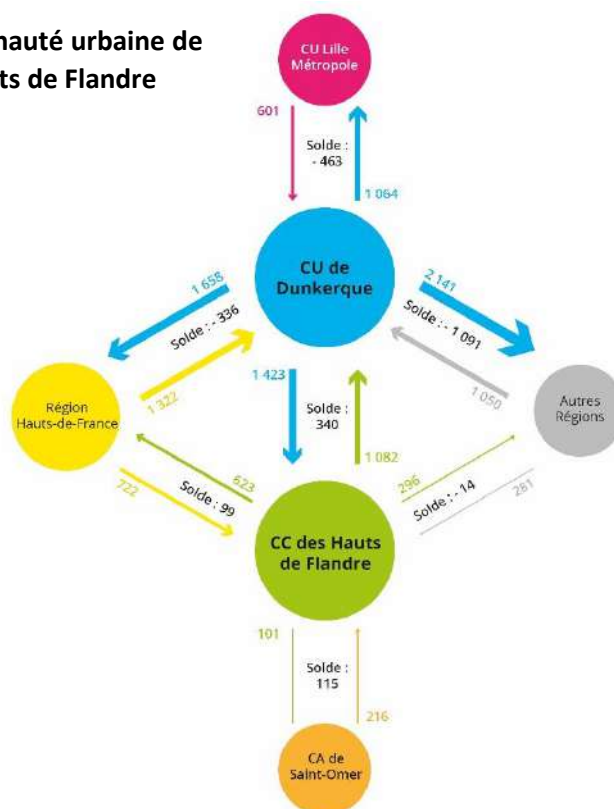 nauté urbaine de
ts de Flandre
CU Lille
Métropole
601
Solde :
- 463
1 064
CU de
Dunkerque
1 658
Solde : - 336
1 322
2 141
Solde : - 1 091
1 050
1 423
Solde :
340
1 082
Région
Hauts-de-France
Autres
Régions
623
Solde : 99
722
296
Solde : - 14
281
CC des Hauts
de Flandre
101
Solde :
115
216
CA de
Saint-Omer